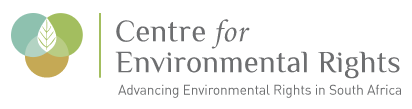 Centre for
Environmental Rights
Advancing Environmental Rights in South Africa